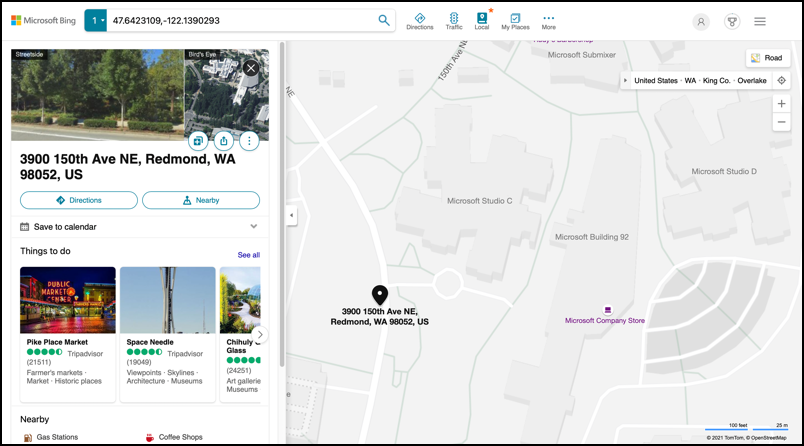 Microsoft Bing
1
47.6423109,-122.1390293
Directions
Traffic
Local
My Places
More
Streetside
Bird's Eye
3900 150th Ave NE, Redmond, WA
98052, US
Directions
Nearby
Save to calendar
Things to do
See all
PUBLIC
MARKET
CENTER
Pike Place Market
Tripadvisor
(21511)
Farmer's markets ·
Market · Historic places
Space Needle
Tripadvisor
(19049)
Viewpoints · Skylines ·
Architecture · Museums
Chihuly
Glass
(24251)
Art gallerie
Museums
Nearby
Gas Stations
Coffee Shops
NE
150th Ave N
Microsoft Submixer
Road
United States · WA · King Co. · Overlake
Microsoft Studio D
Microsoft Studio C
Microsoft Building 92
3900 150th Ave NE,
Redmond, WA 98052, US
Microsoft Company Store
100 feet
25 m
© 2021 TomTom, © OpenStreetMap